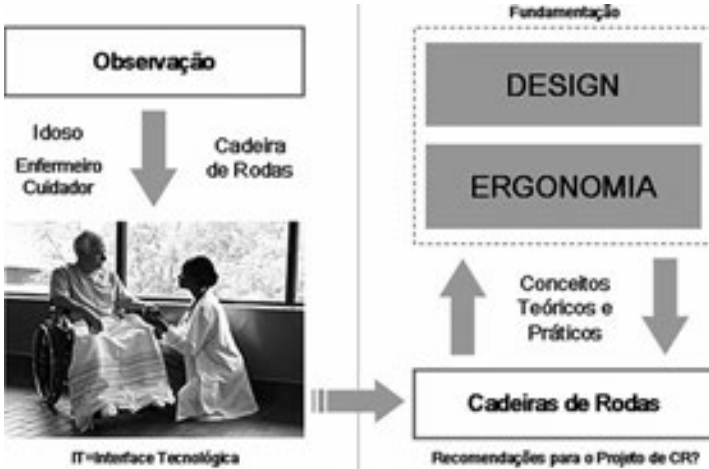 Observação
Idoso
Enfermeiro
Cuidador
Cadeira
de Rodas
IT=Interface Tecnológica
Fundamentação
DESIGN
ERGONOMIA
Conceitos
Teóricos e
Práticos
Cadeiras de Rodas
Recomendações para o Projeto de CR?